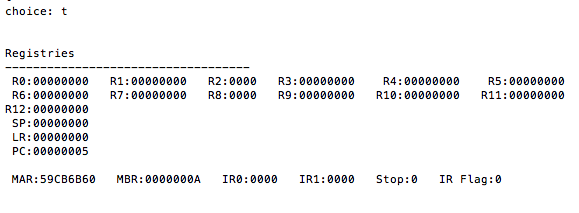 choice: t
Registries
-----------------------------------
R0:00000000 R1:00000000 R2:0000 R3:00000000 R4:00000000 R5:00000000
R6:00000000 R7:00000000 R8:0000 R9:00000000 R10:00000000 R11:00000000
R12:00000000
SP:00000000
LR:00000000
PC:00000005
MAR:59CB6B60 MBR:0000000A IR0:0000 IR1:0000 Stop:0 IR Flag:0